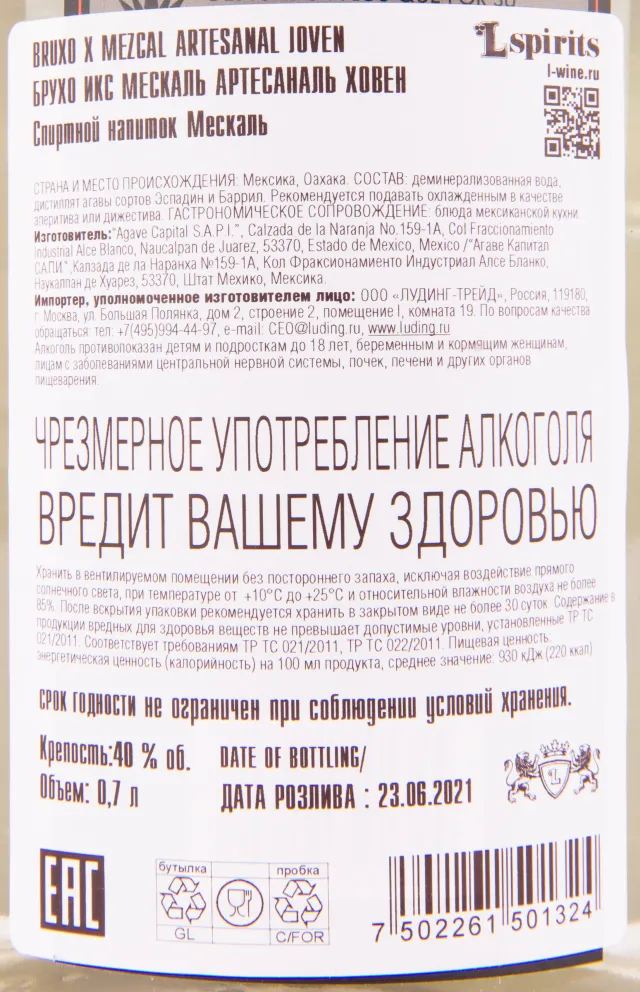 BRUXO X MEZCAL ARTESANAL JOVEN
БРУХО ИКС МЕСКАЛЬ АРТЕСАНАЛЬ ХОВЕН
Спиртной напиток Мескаль
L spirits
l-wine.ru
СТРАНА И МЕСТО ПРОИСХОЖДЕНИЯ: Мексика, Оахака. СОСТАВ: деминерализованная вода,
дистиллят агавы сортов Эспадин и Баррил. Рекомендуется подавать охлажденным в качестве
аперитива или дижестива. ГАСТРОНОМИЧЕСКОЕ СОПРОВОЖДЕНИЕ: блюда мексиканской кухни.
Изготовитель:"Agave Capital S.A.P.I.", Calzada de la Naranja No.159-1A, Col Fraccionamiento
Industrial Alce Blanco, Naucalpan de Juarez, 53370, Estado de Mexico, Mexico /"Агаве Капитал
САПИ",Калзада де ла Наранха №159-1А, Кол Фраксионамиенто Индустриал Алсе Бланко,
Наукалпан де Хуарез, 53370, Штат Мехико, Мексика.
Импортер, уполномоченное изготовителем лицо: ООО «ЛУДИНГ-ТРЕЙД», Россия, 119180,
г. Москва, ул. Большая Полянка, дом 2, строение 2, помещение I, комната 19. По вопросам качества
обращаться: тел: +7(495)994-44-97, e-mail: CEO@luding.ru, www.luding.ru
Алкоголь противопоказан детям и подросткам до 18 лет, беременным и кормящим женщинам,
лицам с заболеваниями центральной нервной системы, почек, печени и других органов
пищеварения.
ЧРЕЗМЕРНОЕ УПОТРЕБЛЕНИЕ АЛКОГОЛЯ
ВРЕДИТ ВАШЕМУ ЗДОРОВЬЮ
Хранить в вентилируемом помещении без постороннего запаха, исключая воздействие прямого
солнечного света, при температуре от +10°С до +25°С и относительной влажности воздуха не более
85%. После вскрытия упаковки рекомендуется хранить в закрытом виде не более 30 суток. Содержание в
продукции вредных для здоровья веществ не превышает допустимые уровни, установленные ТР ТС
021/2011. Соответствует требованиям ТР ТС 021/2011, ТР ТС 022/2011. Пищевая ценность:
энергетическая ценность (калорийность) на 100 мл продукта, среднее значение: 930 кДж (220 ккал)
Срок годности не ограничен при соблюдении условий хранения.
Крепость:40 % об.
Объем: 0,7 л
DATE OF BOTTLING/
ДАТА РОЗЛИВА : 23.06.2021
L
EAC
бутылка
пробка
GL
C/FOR
7 502261 501324